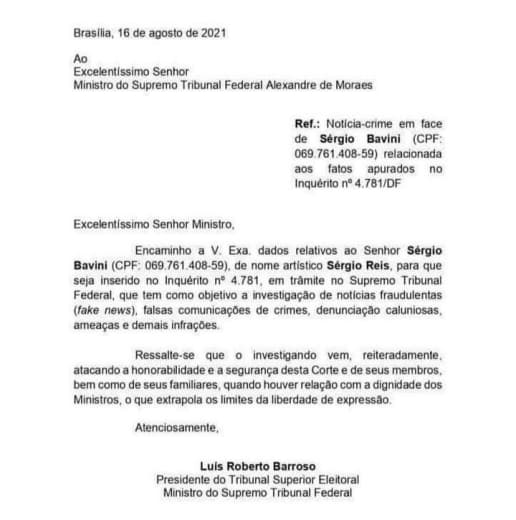 Brasília, 16 de agosto de 2021
Ao
Excelentíssimo Senhor
Ministro do Supremo Tribunal Federal Alexandre de Moraes
Ref.: Notícia-crime em face
de Sérgio Bavini (CPF:
069.761.408-59) relacionada
aos fatos apurados no
Inquérito nº 4.781/DF
Excelentíssimo Senhor Ministro,
Encaminho a V. Exa. dados relativos ao Senhor Sérgio
Bavini (CPF: 069.761.408-59), de nome artístico Sérgio Reis, para que
seja inserido no Inquérito nº 4.781, em trâmite no Supremo Tribunal
Federal, que tem como objetivo a investigação de notícias fraudulentas
(fake news), falsas comunicações de crimes, denunciação caluniosas,
ameaças e demais infrações.
Ressalte-se que o investigando vem, reiteradamente,
atacando a honorabilidade e a segurança desta Corte e de seus membros,
bem como de seus familiares, quando houver relação com a dignidade dos
Ministros, o que extrapola os limites da liberdade de expressão.
Atenciosamente,
Luís Roberto Barroso
Presidente do Tribunal Superior Eleitoral
Ministro do Supremo Tribunal Federal